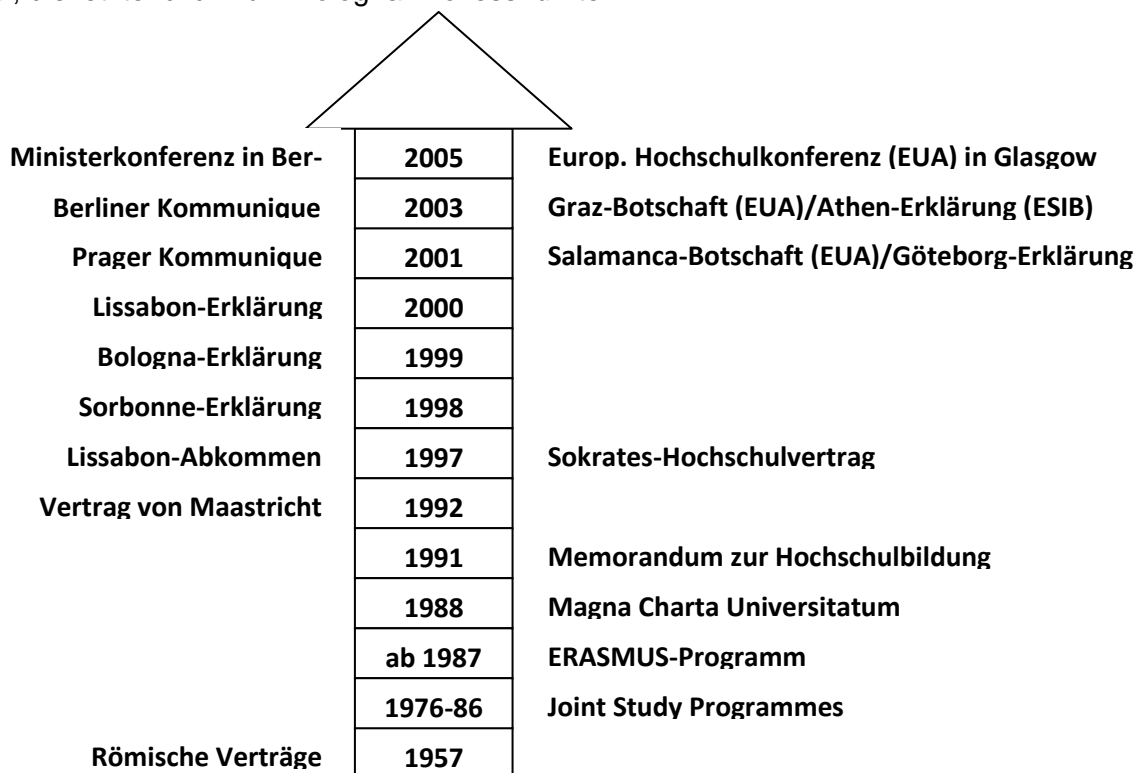 Ministerkonferenz in Ber- 2005 Europ. Hochschulkonferenz (EUA) in Glasgow
Berliner Kommunique 2003 Graz-Botschaft (EUA)/Athen-Erklärung (ESIB)
Prager Kommunique 2001 Salamanca-Botschaft (EUA)/Göteborg-Erklärung
Lissabon-Erklärung 2000
Bologna-Erklärung 1999
Sorbonne-Erklärung 1998
Lissabon-Abkommen 1997 Sokrates-Hochschulvertrag
Vertrag von Maastricht 1992
1991 Memorandum zur Hochschulbildung
1988 Magna Charta Universitatum
ab 1987 ERASMUS-Programm
1976-86 Joint Study Programmes
Römische Verträge 1957